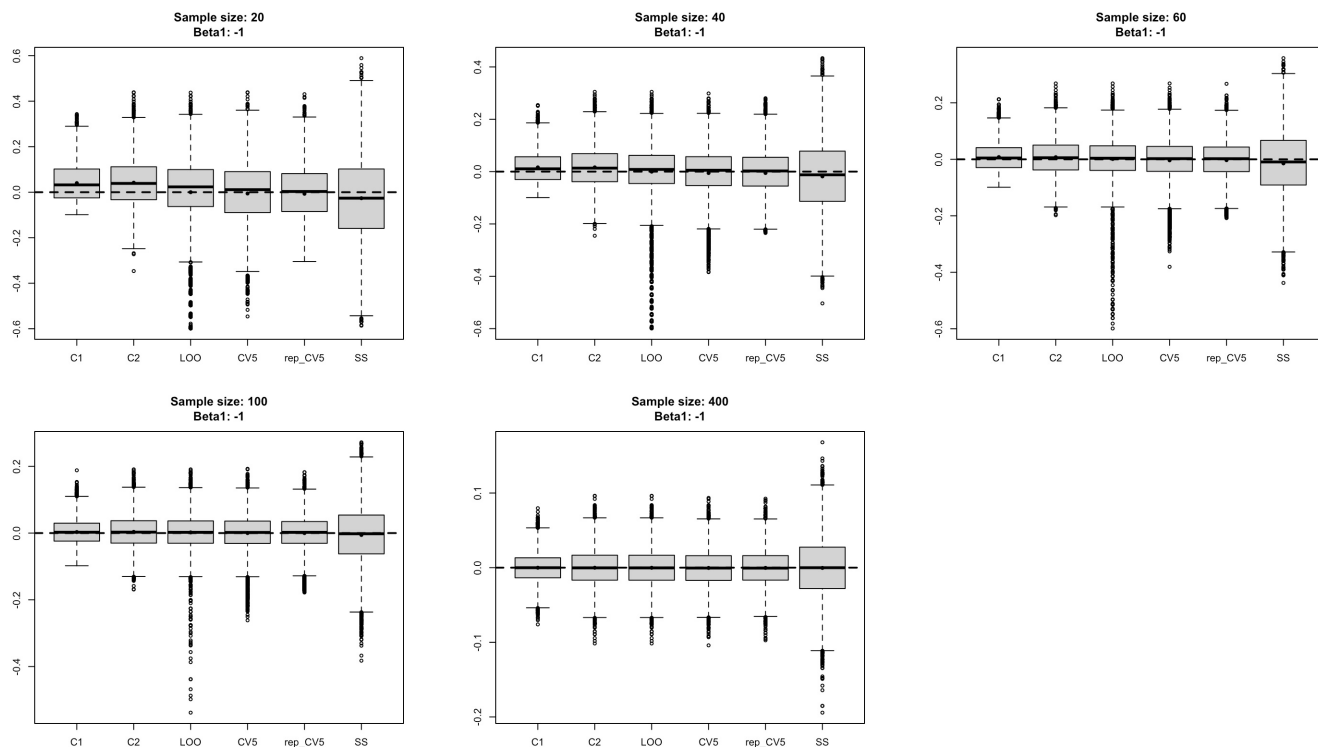 Sample size: 20
Beta1: -1
0.6
0.4
0.2
0.0
-0.2
-0.4
-0.6
C1 C2 LOO CV5 rep_CV5 SS
Sample size: 40
Beta1: -1
0.4
0.2
0.0
-0.2
-0.4
-0.6
C1 C2 LOO CV5 rep_CV5 SS
Sample size: 60
Beta1: -1
0.2
0.0
-0.2
-0.4
-0.6
C1 C2 LOO CV5 rep_CV5 SS
Sample size: 100
Beta1: -1
0.2
0.0
-0.2
-0.4
C1 C2 LOO CV5 rep_CV5 SS
Sample size: 400
Beta1: -1
0.1
0.0
-0.1
-0.2
C1 C2 LOO CV5 rep_CV5 SS